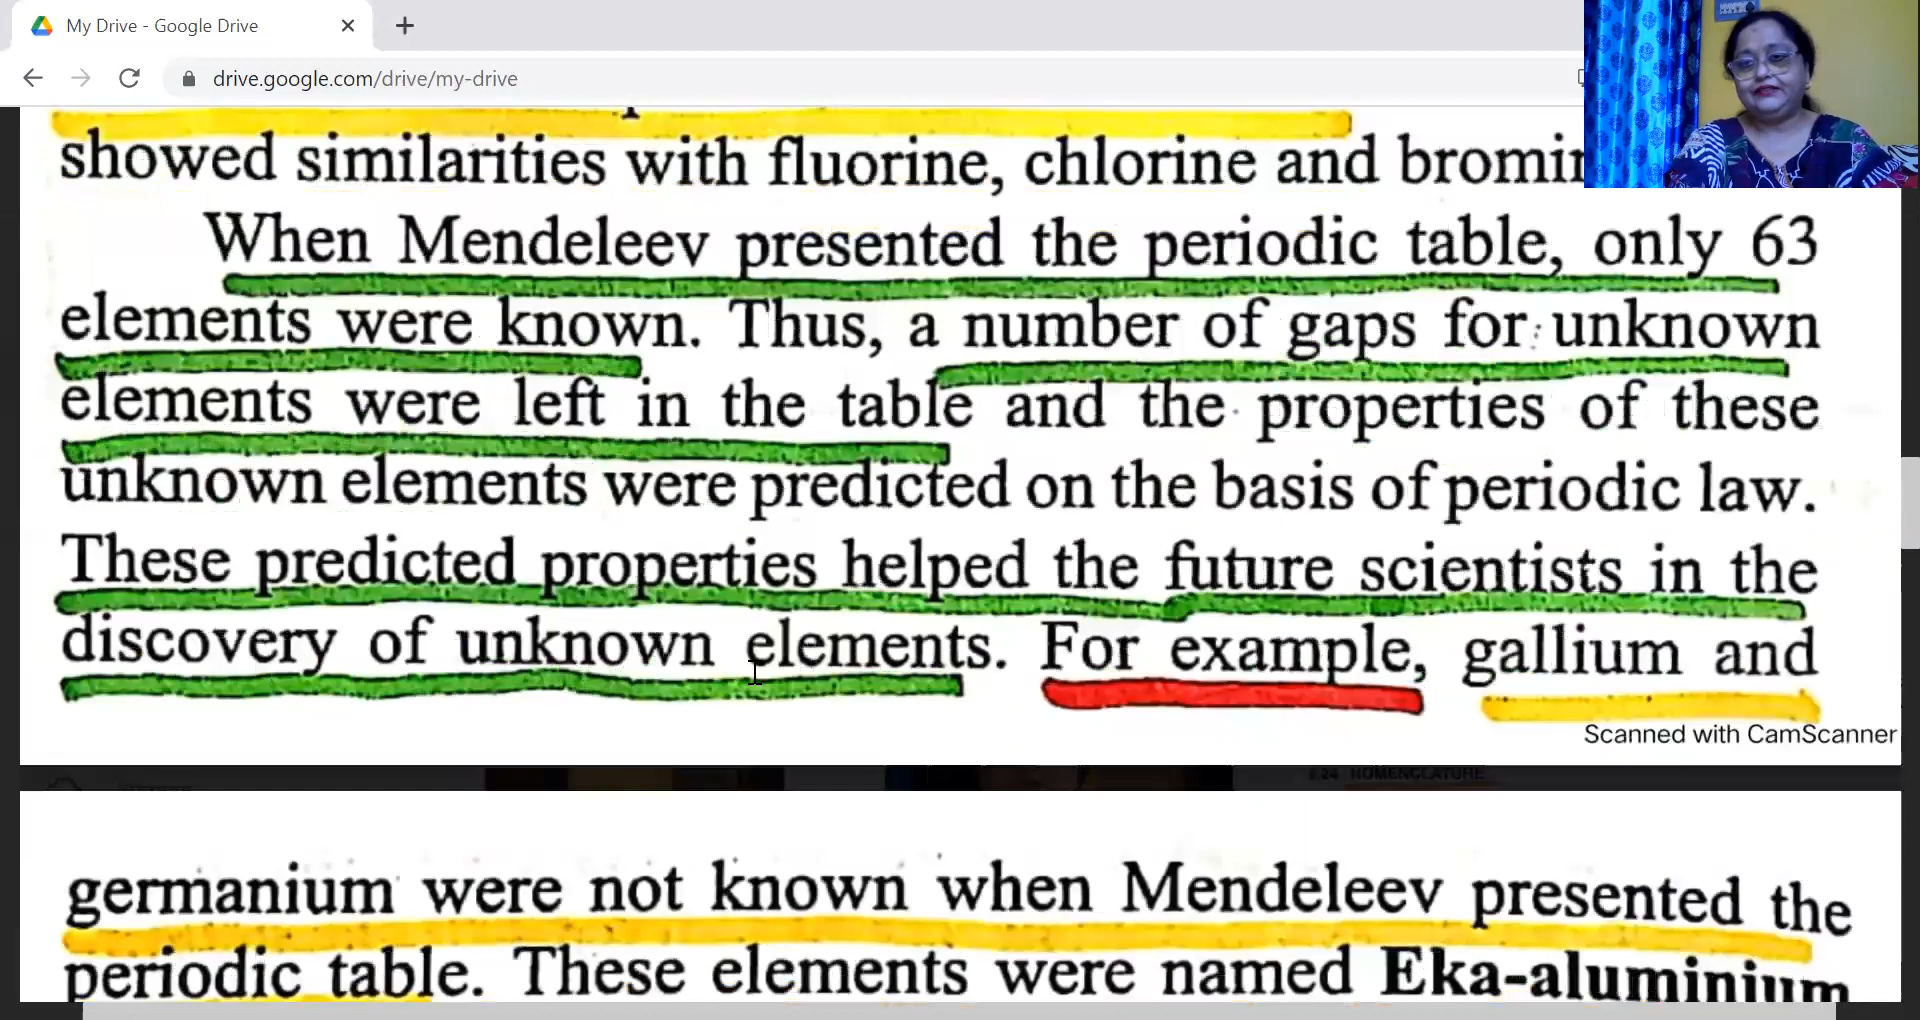 My Drive - Google Drive
drive.google.com/drive/my-drive
showed similarities with fluorine, chlorine and
When Mendeleev presented the periodic table, only 63
elements were known. Thus, a number of gaps for unknown
elements were left in the table and the properties of these
unknown elements were predicted on the basis of periodic law.
These predicted properties helped the future scientists in the
discovery of unknown elements. For example, gallium and
Scanned with CamScanner
8.24 NOMENCLATURE
germanium were not known when Mendeleev presented the
periodic table. These elements were named Eka-aluminium